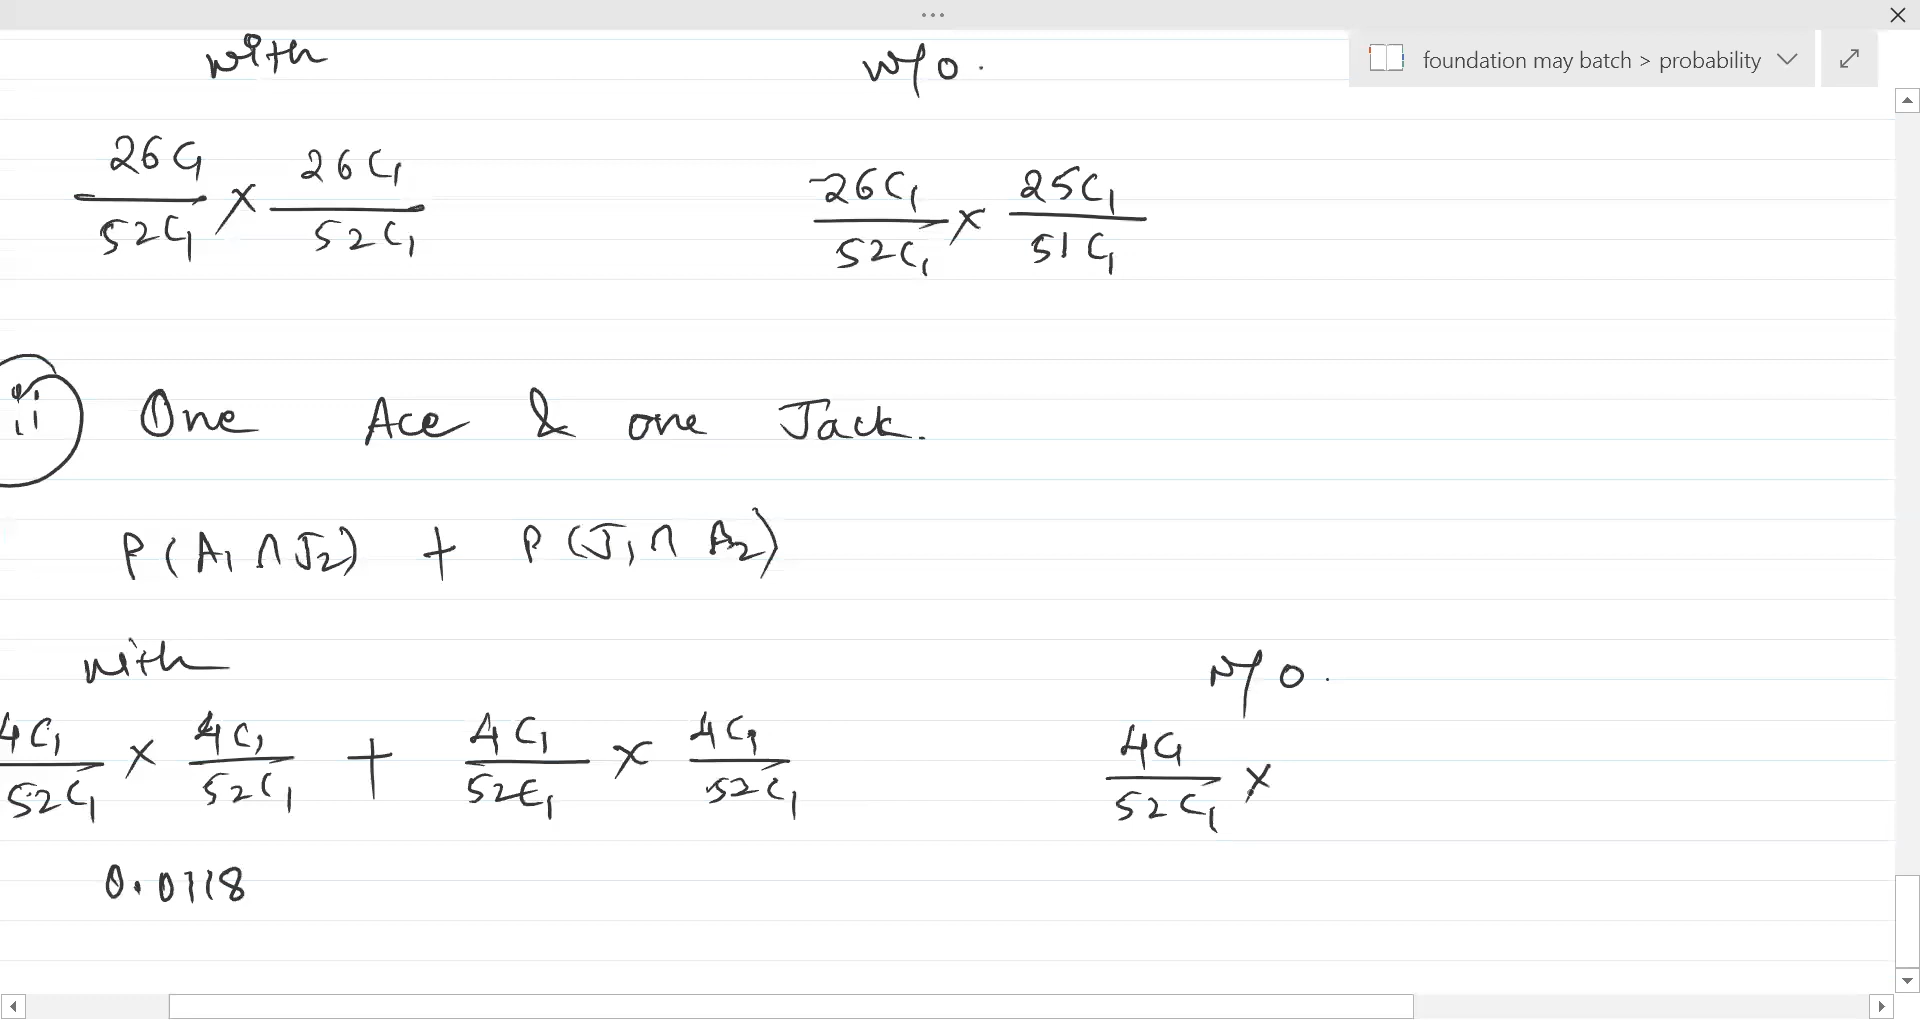 ...
foundation may batch > probability
with w/o.
26C1/52C1 × 26C1/52C1 26C1/52C1 × 25C1/51C1
ii One Ace & one Jack.
P(A1 ∩ J2) + P(J1 ∩ A2)
with w/o.
4C1/52C1 × 4C1/52C1 + 4C1/52C1 × 4C1/52C1 4C1/52C1 ×
0.0118